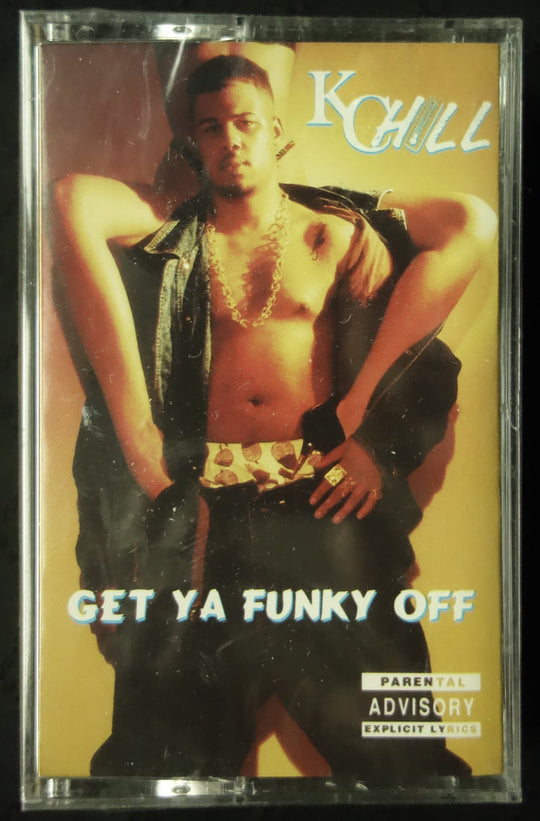 K CHILL
GET YA FUNKY OFF
PARENTAL
ADVISORY
EXPLICIT LYRICS